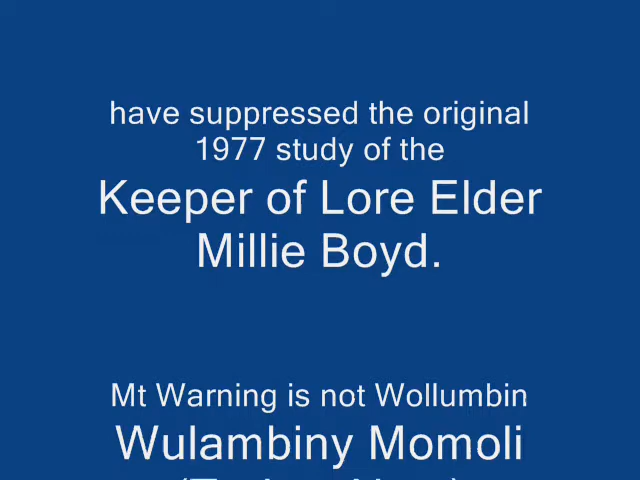 have suppressed the original
1977 study of the
Keeper of Lore Elder
Millie Boyd.
Mt Warning is not Wollumbin
Wulambiny Momoli